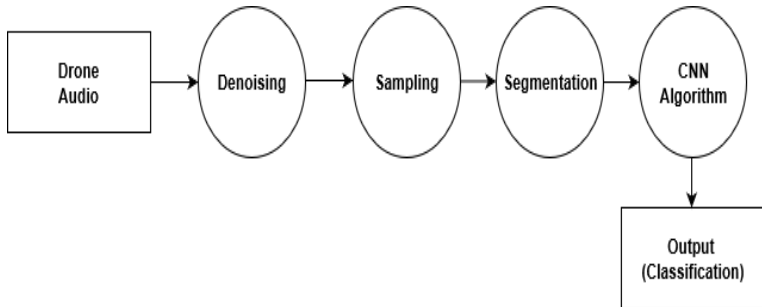 Drone
Audio
Denoising
Sampling
Segmentation
CNN
Algorithm
Output
(Classification)